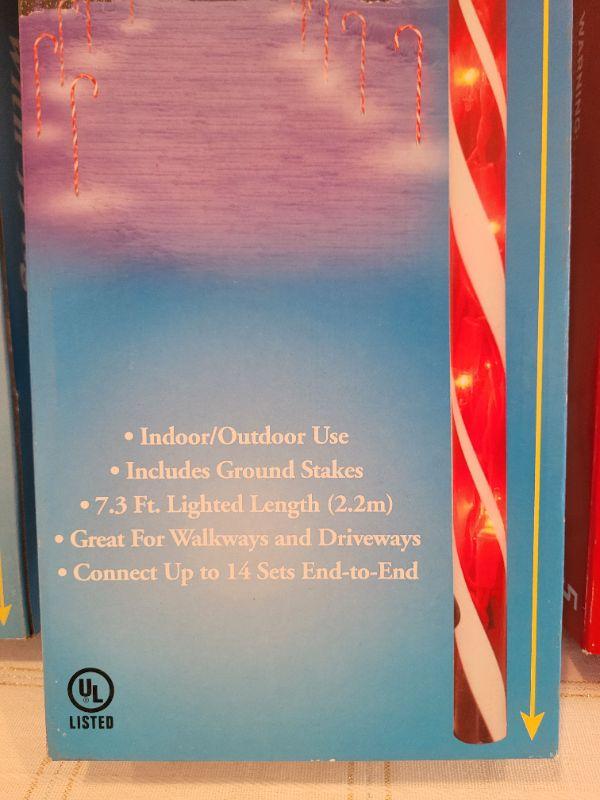 WARNING:
• Indoor/Outdoor Use
• Includes Ground Stakes
• 7.3 Ft. Lighted Length (2.2m)
• Great For Walkways and Driveways
• Connect Up to 14 Sets End-to-End
UL
LISTED